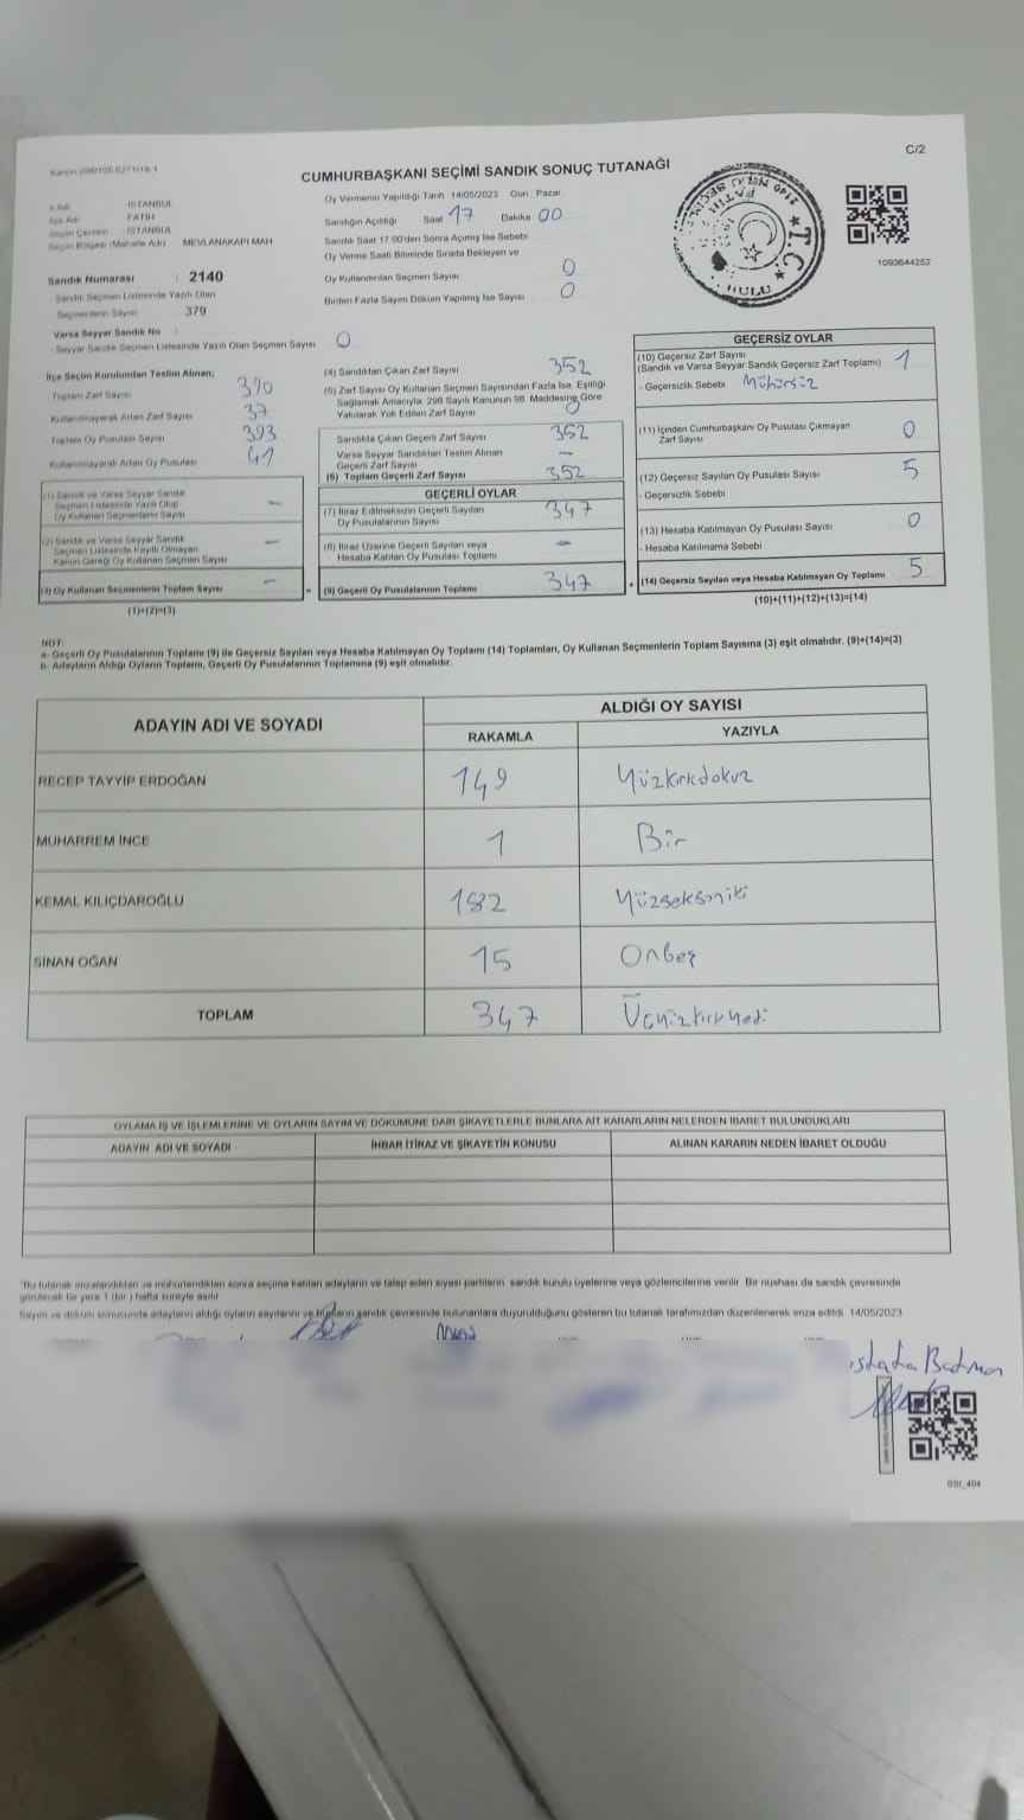 C/2
CUMHURBAŞKANI SEÇİMİ SANDIK SONUÇ TUTANAĞI
İSTANBUL
FATİH
İSTANBUL
MEVLANAKAPI MAH
Sandık Numarası : 2140
Sandık Seçmen Listesinde Yazılı Olan
Seçmenlerin Sayısı 379
Varsa Seyyar Sandık No :
Seyyar Sandık Seçmen Listesinde Yazılı Olan Seçmen Sayısı 0
Oy Vermenin Yapıldığı Tarih 14/05/2023 Gün : Pazar
Sandığın Açıldığı Saat 17 Dakika 00
Sandık Saat 17.00'den Sonra Açılmış İse Sebebi
Oy Verme Saati Bitiminde Sırada Bekleyen ve
Oy Kullandırılan Seçmen Sayısı 0
Birden Fazla Sayım Döküm Yapılmış İse Sayısı 0
T.C.
1093644252
İlçe Seçim Kurulundan Teslim Alınan;
Toplam Zarf Sayısı 390
Kullanılmayarak Artan Zarf Sayısı 37
Toplam Oy Pusulası Sayısı 393
Kullanılmayarak Artan Oy Pusulası 41
(1) Sandık ve Varsa Seyyar Sandık
Seçmen Listesinde Yazılı Olup
Oy Kullanan Seçmenlerin Sayısı -
(2) Sandık ve Varsa Seyyar Sandık
Seçmen Listesinde Kayıtlı Olmayan
Kanun Gereği Oy Kullanan Seçmen Sayısı -
(3) Oy Kullanan Seçmenlerin Toplam Sayısı -
(1)+(2)=(3)
(4) Sandıktan Çıkan Zarf Sayısı 352
(5) Zarf Sayısı Oy Kullanan Seçmen Sayısından Fazla İse, Eşitliği
Sağlamak Amacıyla, 298 Sayılı Kanunun 98. Maddesine Göre
Yakılarak Yok Edilen Zarf Sayısı 0
Sandıkta Çıkan Geçerli Zarf Sayısı 352
Varsa Seyyar Sandıktan Teslim Alınan
Geçerli Zarf Sayısı -
(6) Toplam Geçerli Zarf Sayısı 352
GEÇERLİ OYLAR
(7) İtiraz Edilmeksizin Geçerli Sayılan
Oy Pusulalarının Sayısı 347
(8) İtiraz Üzerine Geçerli Sayılan veya
Hesaba Katılan Oy Pusulası Toplamı -
(9) Geçerli Oy Pusulalarının Toplamı 347
GEÇERSİZ OYLAR
(10) Geçersiz Zarf Sayısı
(Sandık ve Varsa Seyyar Sandık Geçersiz Zarf Toplamı) 1
- Geçersizlik Sebebi Mühürsüz
(11) İçinden Cumhurbaşkanı Oy Pusulası Çıkmayan
Zarf Sayısı 0
(12) Geçersiz Sayılan Oy Pusulası Sayısı 5
- Geçersizlik Sebebi
(13) Hesaba Katılmayan Oy Pusulası Sayısı 0
- Hesaba Katılmama Sebebi
(14) Geçersiz Sayılan veya Hesaba Katılmayan Oy Toplamı 5
(10)+(11)+(12)+(13)=(14)
NOT:
a- Geçerli Oy Pusulalarının Toplamı (9) ile Geçersiz Sayılan veya Hesaba Katılmayan Oy Toplamı (14) Toplamları, Oy Kullanan Seçmenlerin Toplam Sayısına (3) eşit olmalıdır. (9)+(14)=(3)
b- Adayların Aldığı Oyların Toplamı, Geçerli Oy Pusulalarının Toplamına (9) eşit olmalıdır.
ADAYIN ADI VE SOYADI
ALDIĞI OY SAYISI
RAKAMLA YAZIYLA
RECEP TAYYİP ERDOĞAN 149 Yüzkırkdokuz
MUHARREM İNCE 1 Bir
KEMAL KILIÇDAROĞLU 182 Yüzsekseniki
SİNAN OĞAN 15 Onbeş
TOPLAM 347 Üçyüzkırkyedi
OYLAMA İŞ VE İŞLEMLERİNE VE OYLARIN SAYIM VE DÖKÜMÜNE DAİR ŞİKAYETLERLE BUNLARA AİT KARARLARIN NELERDEN İBARET BULUNDUKLARI
ADAYIN ADI VE SOYADI İHBAR İTİRAZ VE ŞİKAYETİN KONUSU ALINAN KARARIN NEDEN İBARET OLDUĞU
Bu tutanak imzalandıktan ve mühürlendikten sonra seçime katılan adayların ve talep eden siyasi partilerin sandık kurulu üyelerine veya gözlemcilerine verilir. Bir nüshası da sandık çevresinde
görülecek bir yere 1 (bir) hafta süreyle asılır.
Sayım ve döküm sonucunda adayların aldığı oyların sayılarını ve bunların sandık çevresinde bulunanlara duyurulduğunu gösteren bu tutanak tarafımızdan düzenlenerek imza edildi. 14/05/2023
Batman